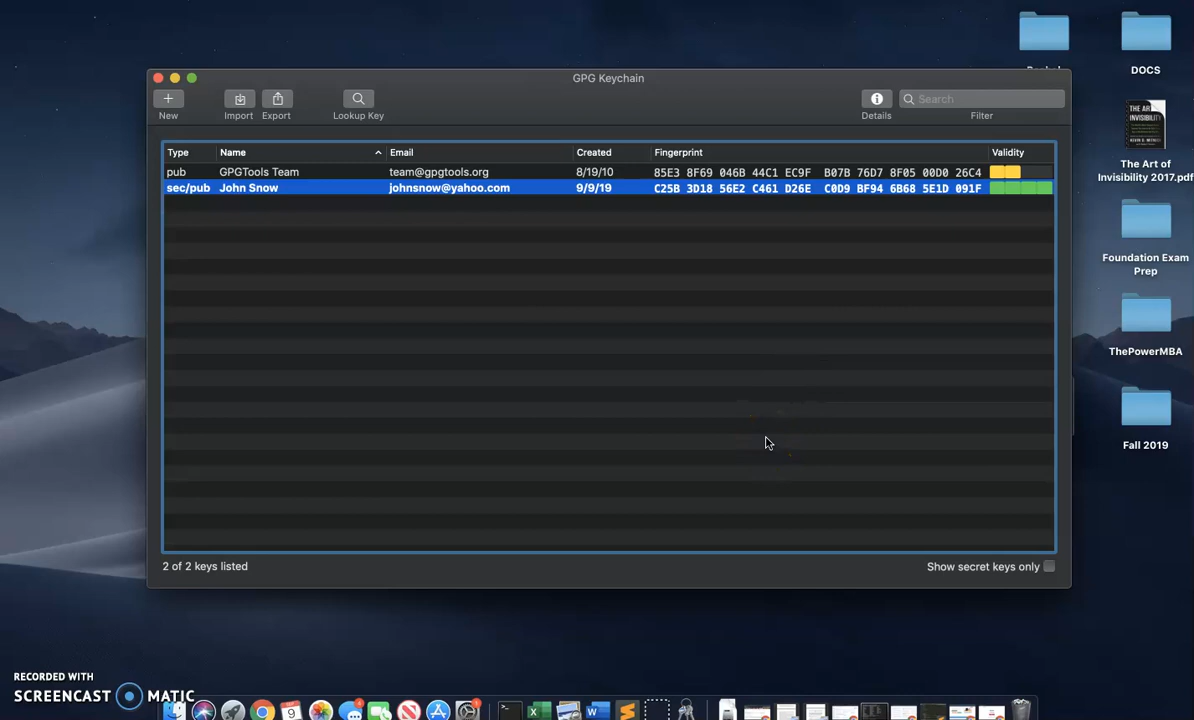 DOCS
GPG Keychain
New
Import
Export
Lookup Key
Details
Search
Filter
Type Name Email Created Fingerprint Validity
pub GPGTools Team team@gpgtools.org 8/19/10 85E3 8F69 046B 44C1 EC9F B07B 76D7 8F05 00D0 26C4
sec/pub John Snow johnsnow@yahoo.com 9/9/19 C25B 3D18 56E2 C461 D26E C0D9 BF94 6B68 5E1D 091F
THE ART
INVISIBILITY
The Art of
Invisibility 2017.pdf
Foundation Exam
Prep
ThePowerMBA
Fall 2019
2 of 2 keys listed
Show secret keys only
RECORDED WITH
SCREENCAST MATIC
9